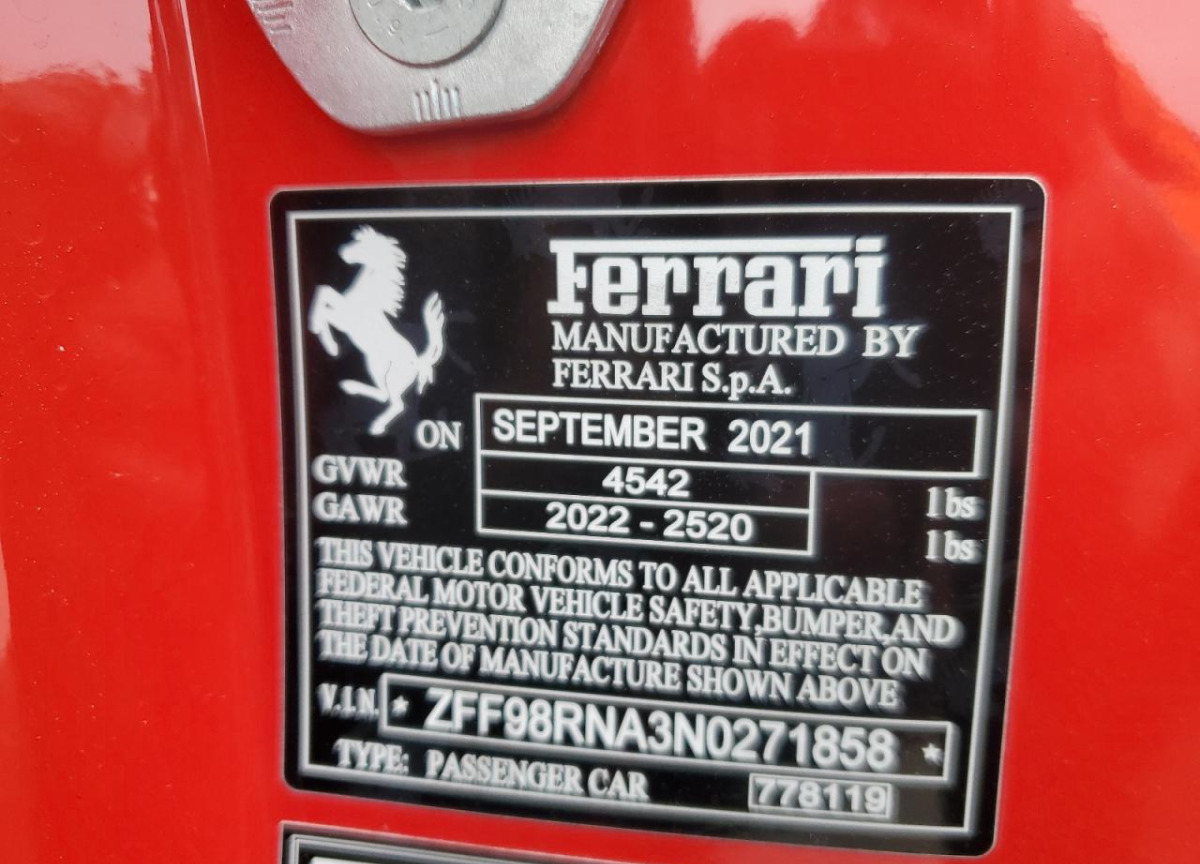 Ferrari
MANUFACTURED BY
FERRARI S.p.A.
ON SEPTEMBER 2021
GVWR 4542 lbs
GAWR 2022 - 2520 lbs
THIS VEHICLE CONFORMS TO ALL APPLICABLE
FEDERAL MOTOR VEHICLE SAFETY,BUMPER,AND
THEFT PREVENTION STANDARDS IN EFFECT ON
THE DATE OF MANUFACTURE SHOWN ABOVE
V.I.N. * ZFF98RNA3N0271858 *
TYPE: PASSENGER CAR 778119